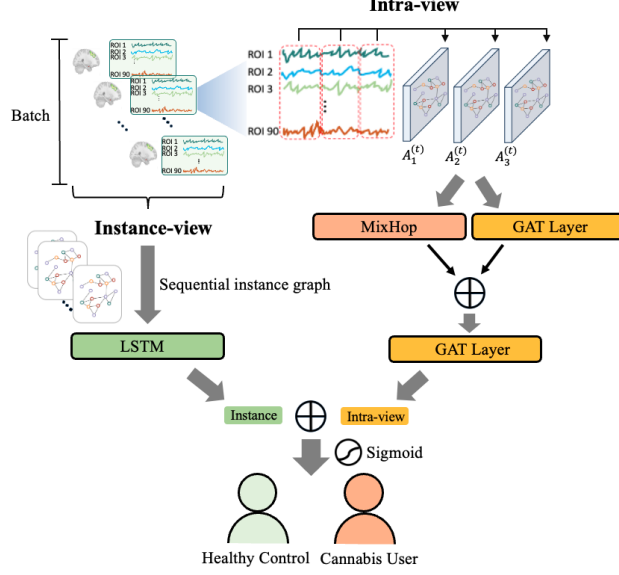 Intra-view
ROI 1
ROI 2
ROI 3
ROI 90
ROI 1
ROI 2
ROI 3
ROI 90
ROI 1
ROI 2
ROI 3
ROI 90
ROI 1
ROI 2
ROI 3
ROI 90
Batch
A₁⁽ᵗ⁾ A₂⁽ᵗ⁾ A₃⁽ᵗ⁾
Instance-view
MixHop GAT Layer
Sequential instance graph
LSTM GAT Layer
Instance Intra-view
Sigmoid
Healthy Control Cannabis User